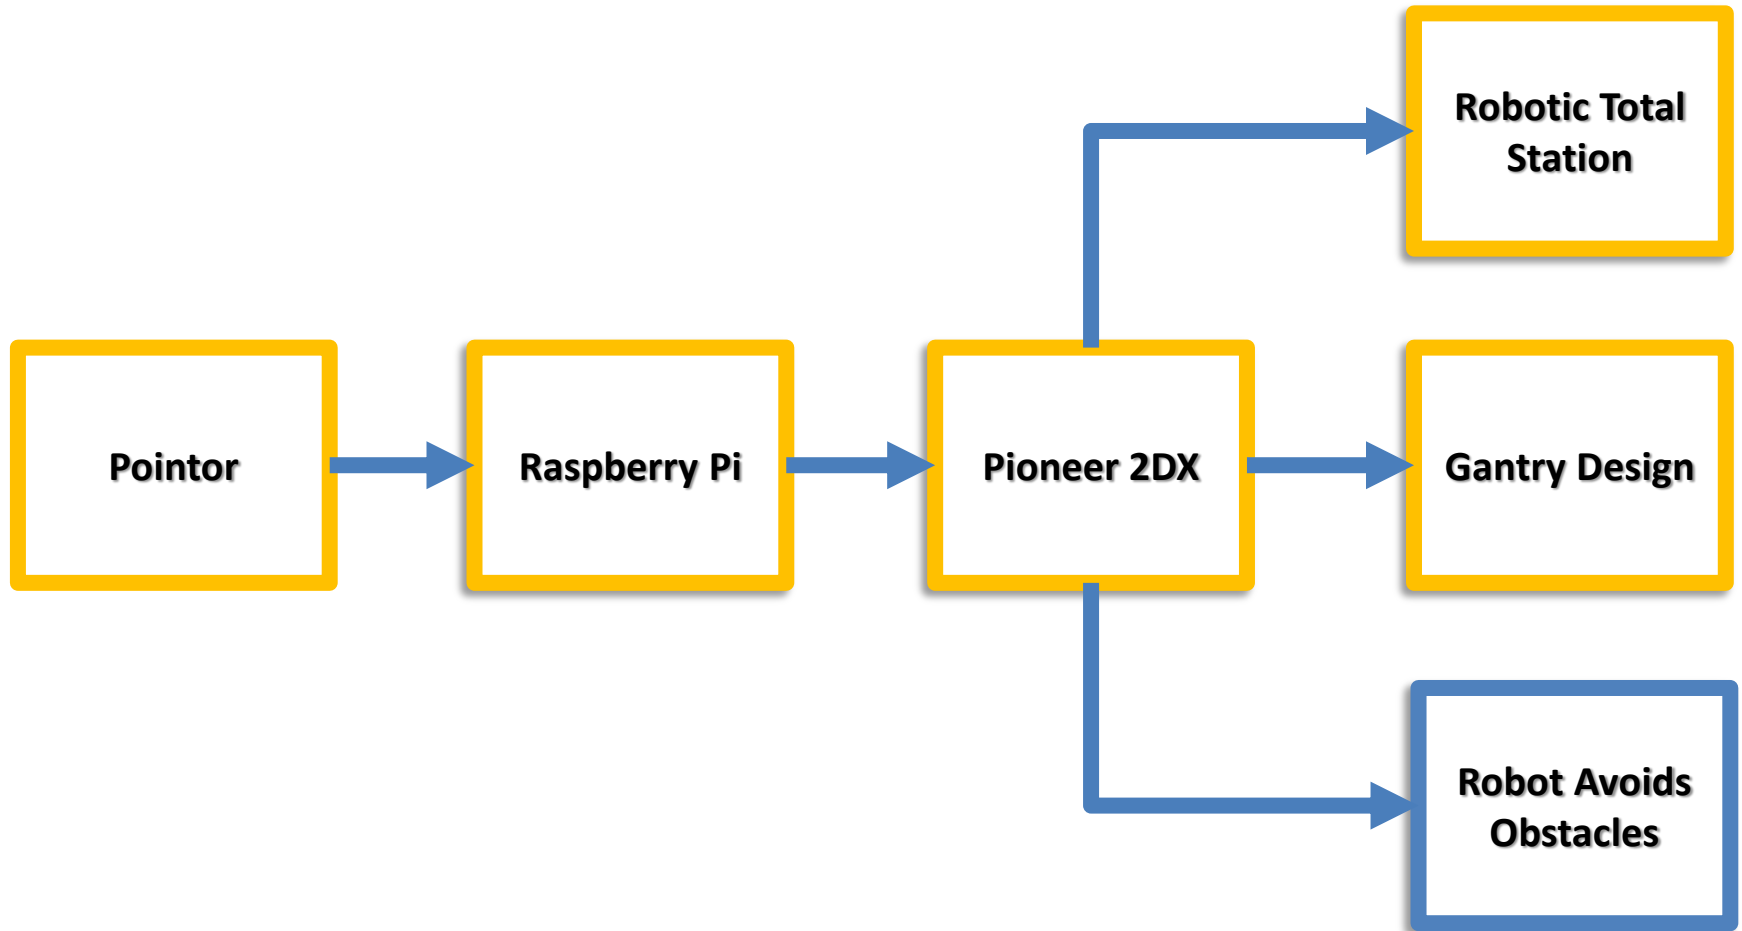 Robotic Total
Station
Pointor
Raspberry Pi
Pioneer 2DX
Gantry Design
Robot Avoids
Obstacles